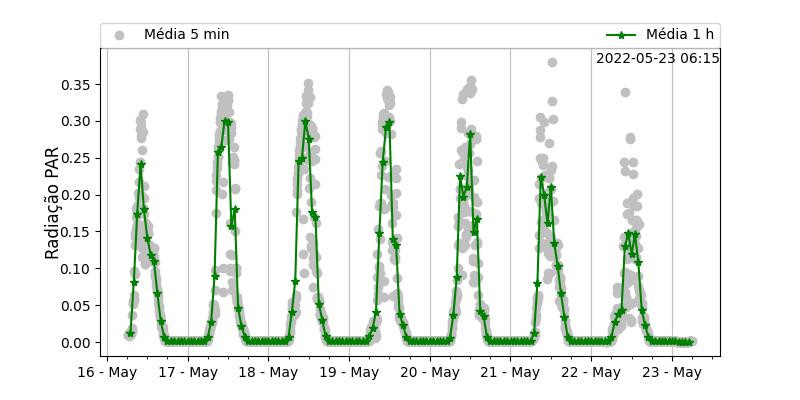 Média 5 min
Média 1 h
2022-05-23 06:15
Radiação PAR
0.35
0.30
0.25
0.20
0.15
0.10
0.05
0.00
16 - May
17 - May
18 - May
19 - May
20 - May
21 - May
22 - May
23 - May